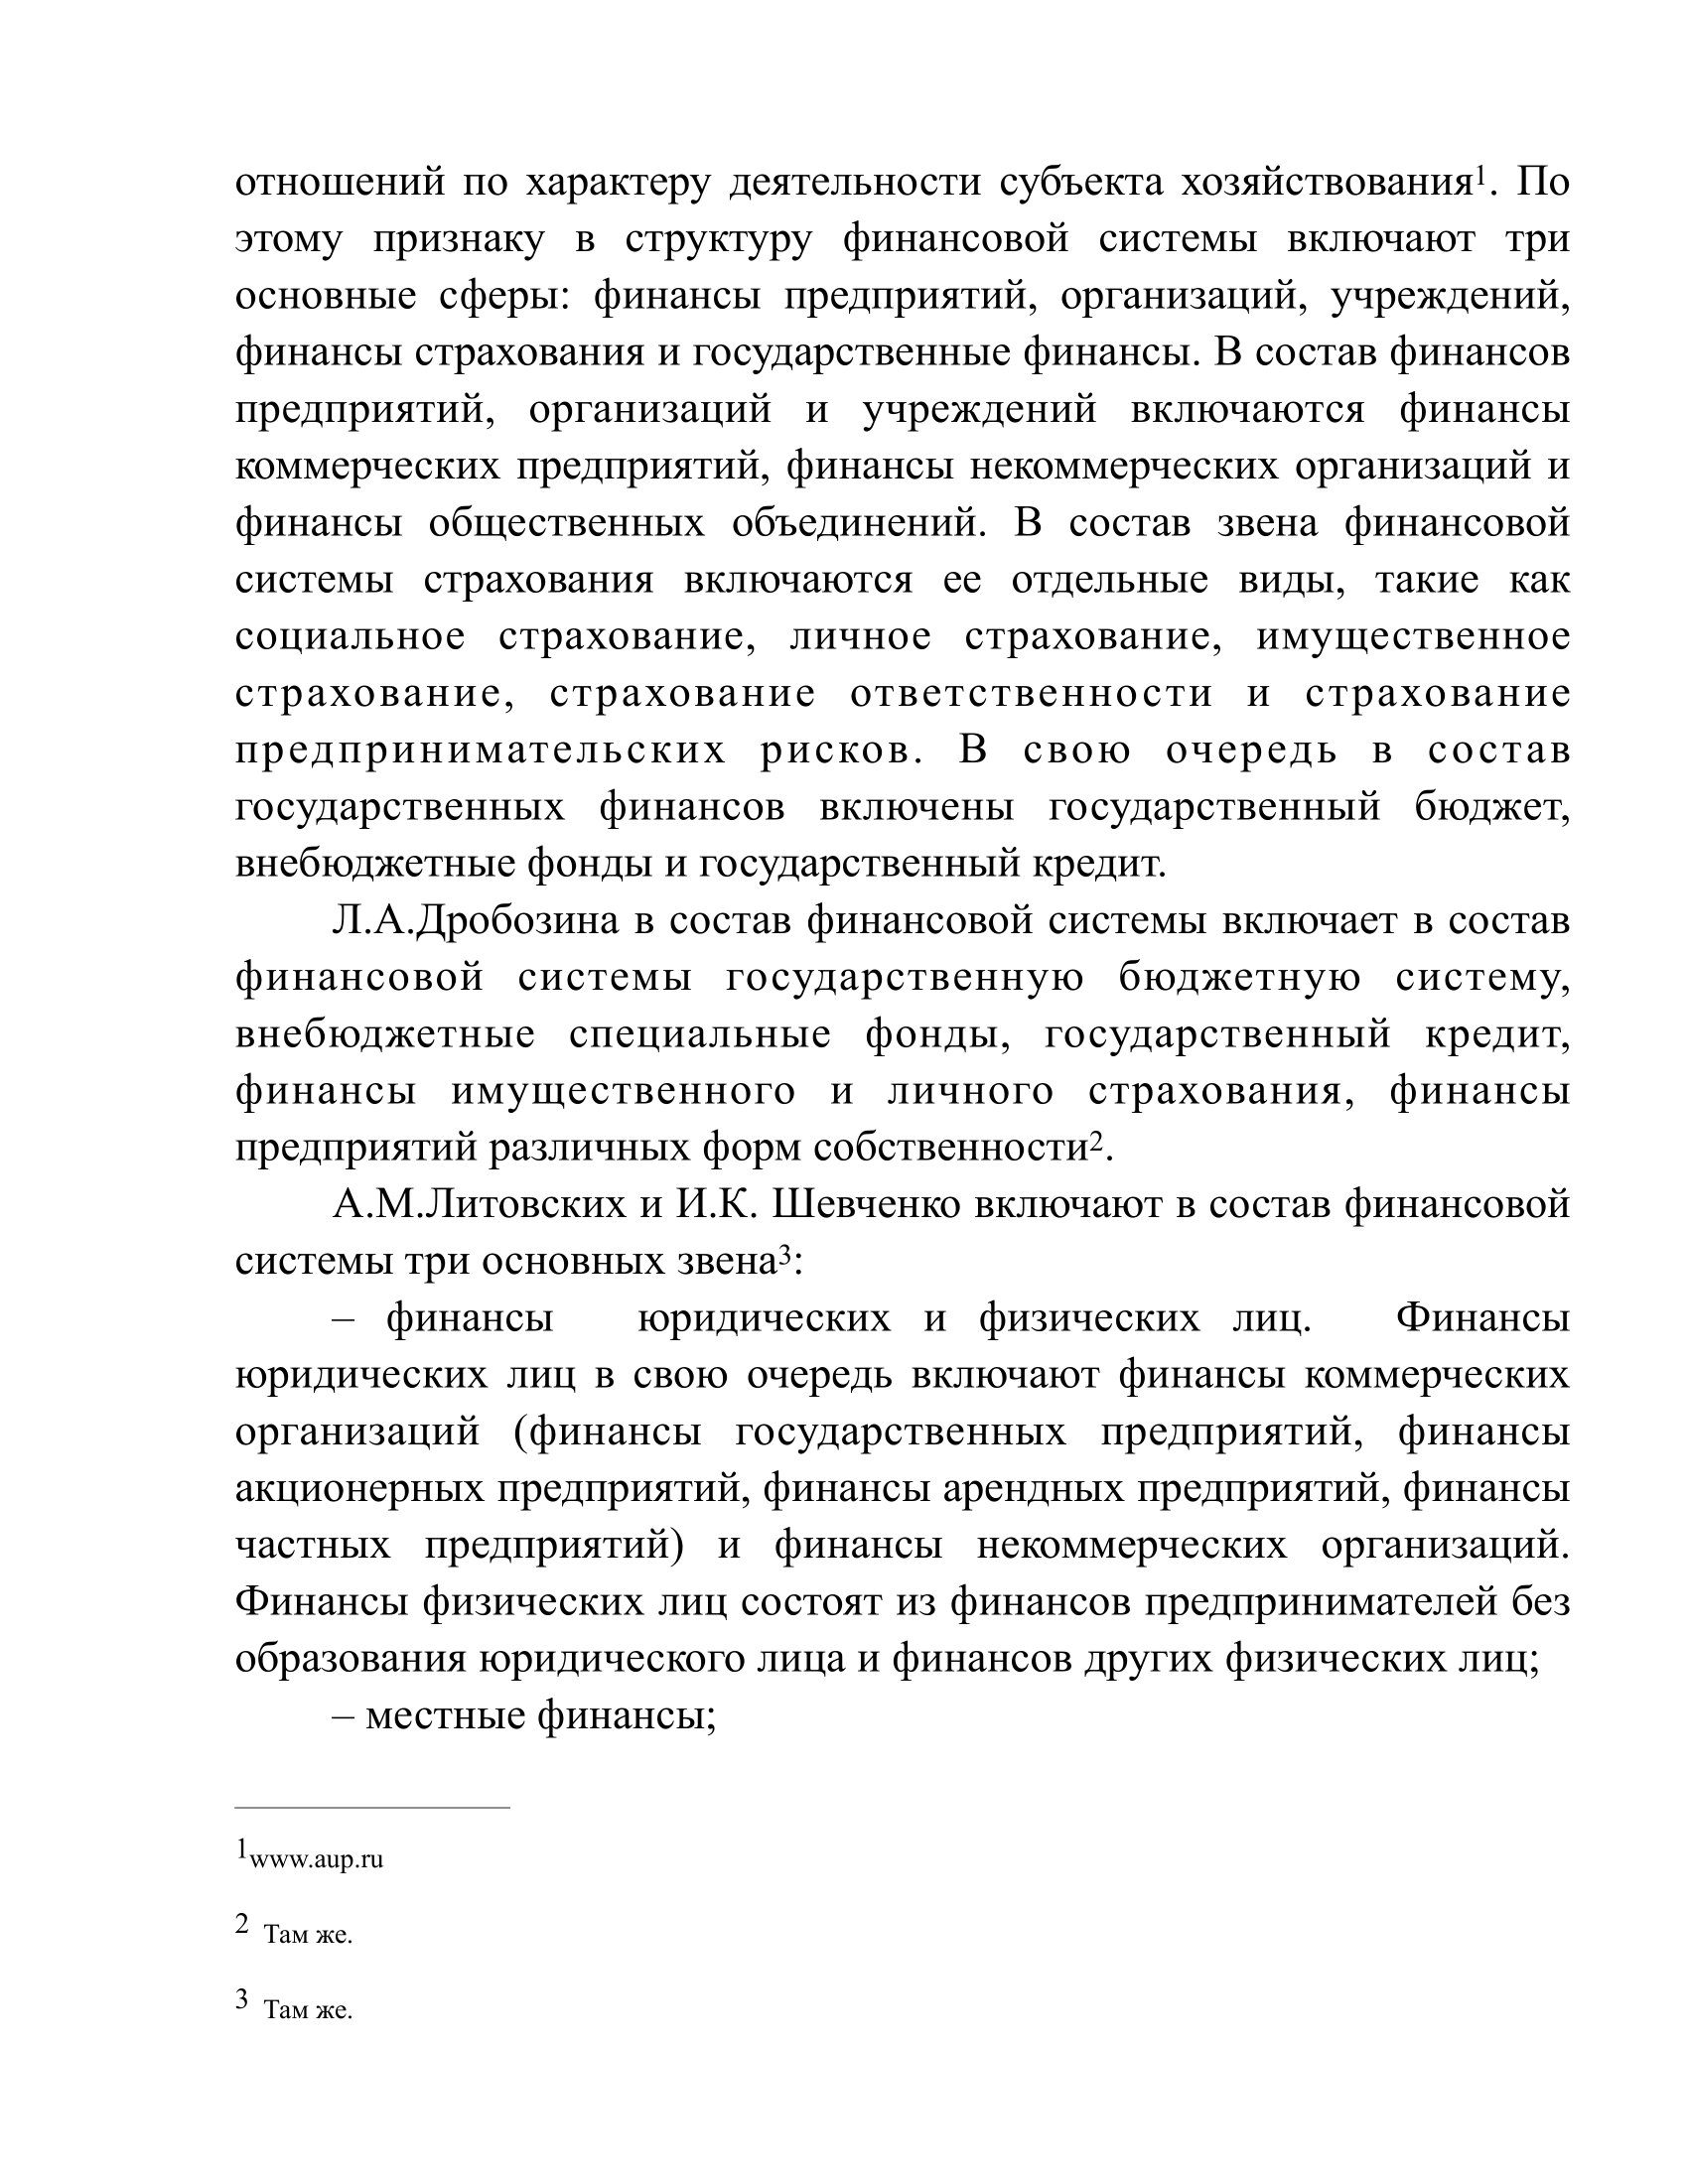 отношений по характеру деятельности субъекта хозяйствования1. По
этому признаку в структуру финансовой системы включают три
основные сферы: финансы предприятий, организаций, учреждений,
финансы страхования и государственные финансы. В состав финансов
предприятий, организаций и учреждений включаются финансы
коммерческих предприятий, финансы некоммерческих организаций и
финансы общественных объединений. В состав звена финансовой
системы страхования включаются ее отдельные виды, такие как
социальное страхование, личное страхование, имущественное
страхование, страхование ответственности и страхование
предпринимательских рисков. В свою очередь в состав
государственных финансов включены государственный бюджет,
внебюджетные фонды и государственный кредит.
Л.А.Дробозина в состав финансовой системы включает в состав
финансовой системы государственную бюджетную систему,
внебюджетные специальные фонды, государственный кредит,
финансы имущественного и личного страхования, финансы
предприятий различных форм собственности2.
А.М.Литовских и И.К. Шевченко включают в состав финансовой
системы три основных звена3:
– финансы юридических и физических лиц. Финансы
юридических лиц в свою очередь включают финансы коммерческих
организаций (финансы государственных предприятий, финансы
акционерных предприятий, финансы арендных предприятий, финансы
частных предприятий) и финансы некоммерческих организаций.
Финансы физических лиц состоят из финансов предпринимателей без
образования юридического лица и финансов других физических лиц;
– местные финансы;
1www.aup.ru
2 Там же.
3 Там же.